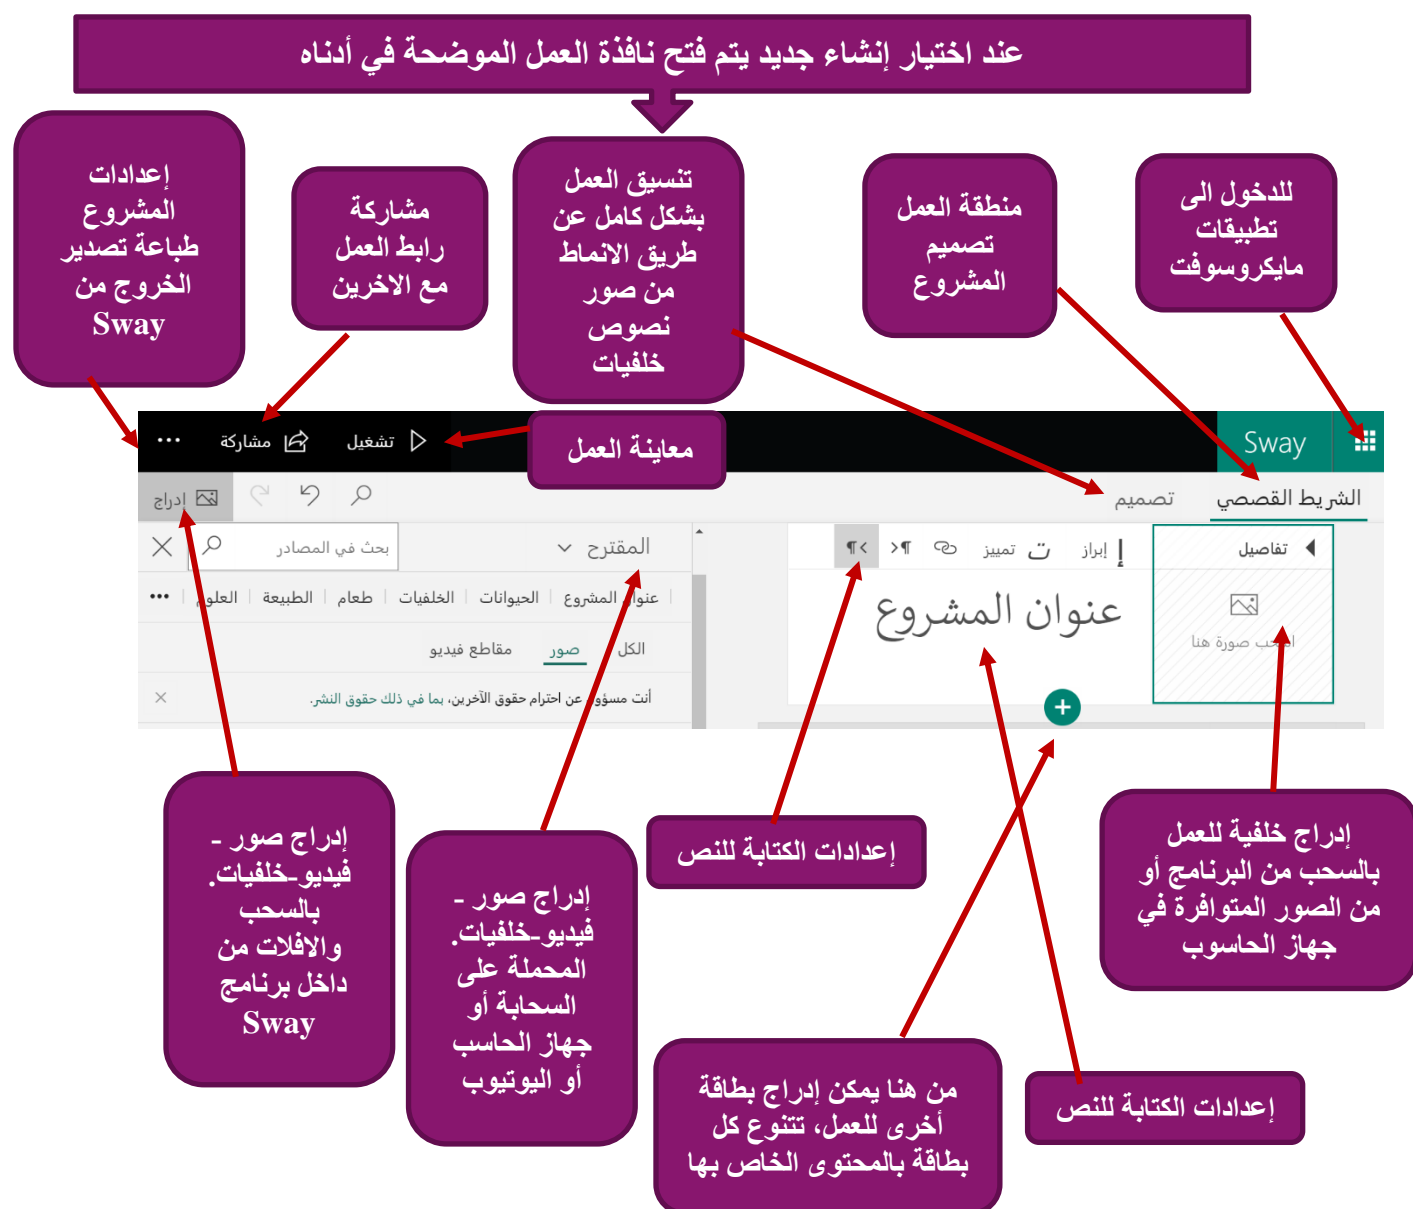 عند اختيار إنشاء جديد يتم فتح نافذة العمل الموضحة في أدناه
للدخول الى
تطبيقات
مايكروسوفت
منطقة العمل
تصميم
المشروع
تنسيق العمل
بشكل كامل عن
طريق الانماط
من صور
نصوص
خلفيات
مشاركة
رابط العمل
مع الاخرين
إعدادات
المشروع
طباعة تصدير
الخروج من
Sway
معاينة العمل
Sway
تشغيل
مشاركة
الشريط القصصي
تصميم
إدراج
تفاصيل
إبراز
تمييز
المقترح
بحث في المصادر
عنوان المشروع
الحيوانات
الخلفيات
طعام
الطبيعة
العلوم
عنوان المشروع
صورة هنا
الكل
صور
مقاطع فيديو
أنت مسؤول عن احترام حقوق الآخرين، بما في ذلك حقوق النشر.
إدراج خلفية للعمل
بالسحب من البرنامج أو
من الصور المتوافرة في
جهاز الحاسوب
إعدادات الكتابة للنص
إدراج صور -
فيديو-خلفيات.
المحملة على
السحابة أو
جهاز الحاسب
أو اليوتيوب
إدراج صور -
فيديو-خلفيات.
بالسحب
والافلات من
داخل برنامج
Sway
إعدادات الكتابة للنص
من هنا يمكن إدراج بطاقة
أخرى للعمل، تتنوع كل
بطاقة بالمحتوى الخاص بها